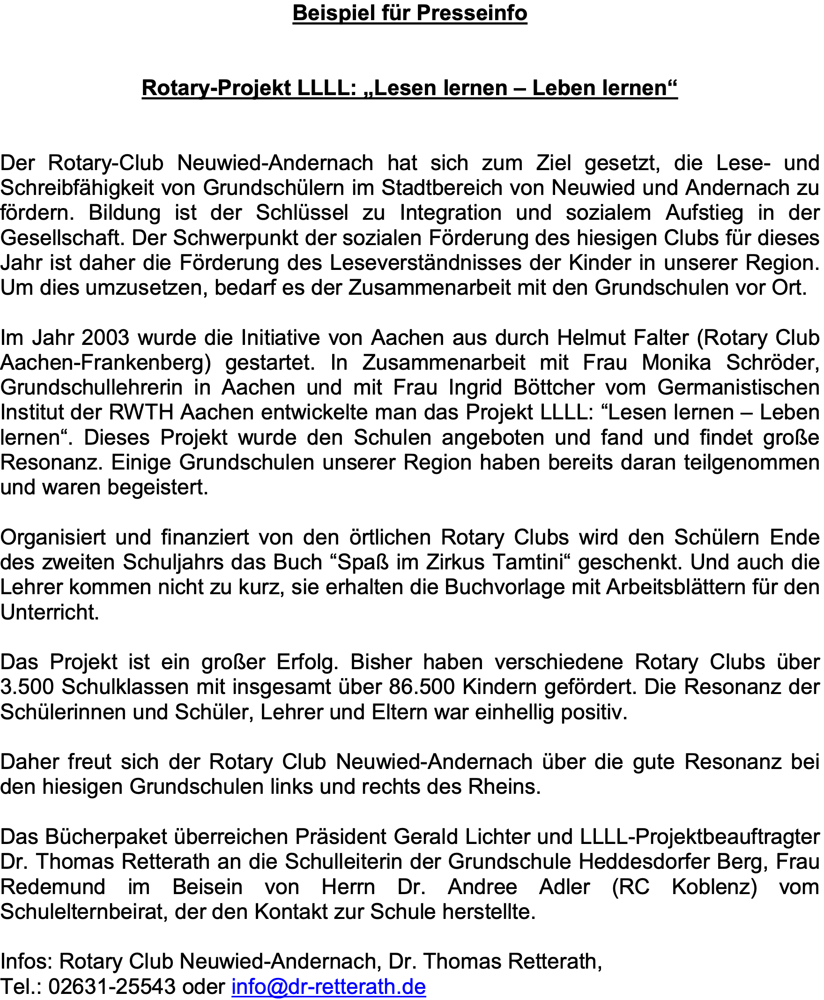 Beispiel für Presseinfo
Rotary-Projekt LLLL: „Lesen lernen – Leben lernen“
Der Rotary-Club Neuwied-Andernach hat sich zum Ziel gesetzt, die Lese- und
Schreibfähigkeit von Grundschülern im Stadtbereich von Neuwied und Andernach zu
fördern. Bildung ist der Schlüssel zu Integration und sozialem Aufstieg in der
Gesellschaft. Der Schwerpunkt der sozialen Förderung des hiesigen Clubs für dieses
Jahr ist daher die Förderung des Leseverständnisses der Kinder in unserer Region.
Um dies umzusetzen, bedarf es der Zusammenarbeit mit den Grundschulen vor Ort.
Im Jahr 2003 wurde die Initiative von Aachen aus durch Helmut Falter (Rotary Club
Aachen-Frankenberg) gestartet. In Zusammenarbeit mit Frau Monika Schröder,
Grundschullehrerin in Aachen und mit Frau Ingrid Böttcher vom Germanistischen
Institut der RWTH Aachen entwickelte man das Projekt LLLL: “Lesen lernen – Leben
lernen“. Dieses Projekt wurde den Schulen angeboten und fand und findet große
Resonanz. Einige Grundschulen unserer Region haben bereits daran teilgenommen
und waren begeistert.
Organisiert und finanziert von den örtlichen Rotary Clubs wird den Schülern Ende
des zweiten Schuljahrs das Buch “Spaß im Zirkus Tamtini“ geschenkt. Und auch die
Lehrer kommen nicht zu kurz, sie erhalten die Buchvorlage mit Arbeitsblättern für den
Unterricht.
Das Projekt ist ein großer Erfolg. Bisher haben verschiedene Rotary Clubs über
3.500 Schulklassen mit insgesamt über 86.500 Kindern gefördert. Die Resonanz der
Schülerinnen und Schüler, Lehrer und Eltern war einhellig positiv.
Daher freut sich der Rotary Club Neuwied-Andernach über die gute Resonanz bei
den hiesigen Grundschulen links und rechts des Rheins.
Das Bücherpaket überreichen Präsident Gerald Lichter und LLLL-Projektbeauftragter
Dr. Thomas Retterath an die Schulleiterin der Grundschule Heddesdorfer Berg, Frau
Redemund im Beisein von Herrn Dr. Andree Adler (RC Koblenz) vom
Schulelternbeirat, der den Kontakt zur Schule herstellte.
Infos: Rotary Club Neuwied-Andernach, Dr. Thomas Retterath,
Tel.: 02631-25543 oder info@dr-retterath.de